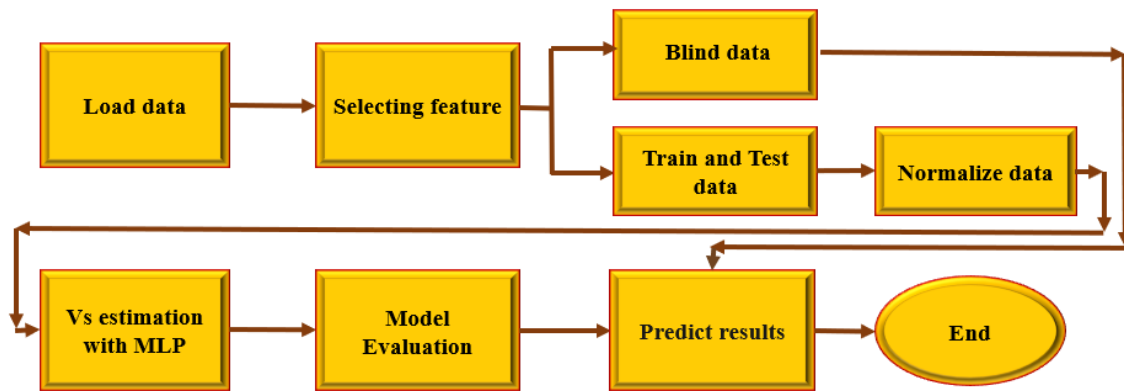 Load data
Selecting feature
Blind data
Train and Test
data
Normalize data
Vs estimation
with MLP
Model
Evaluation
Predict results
End